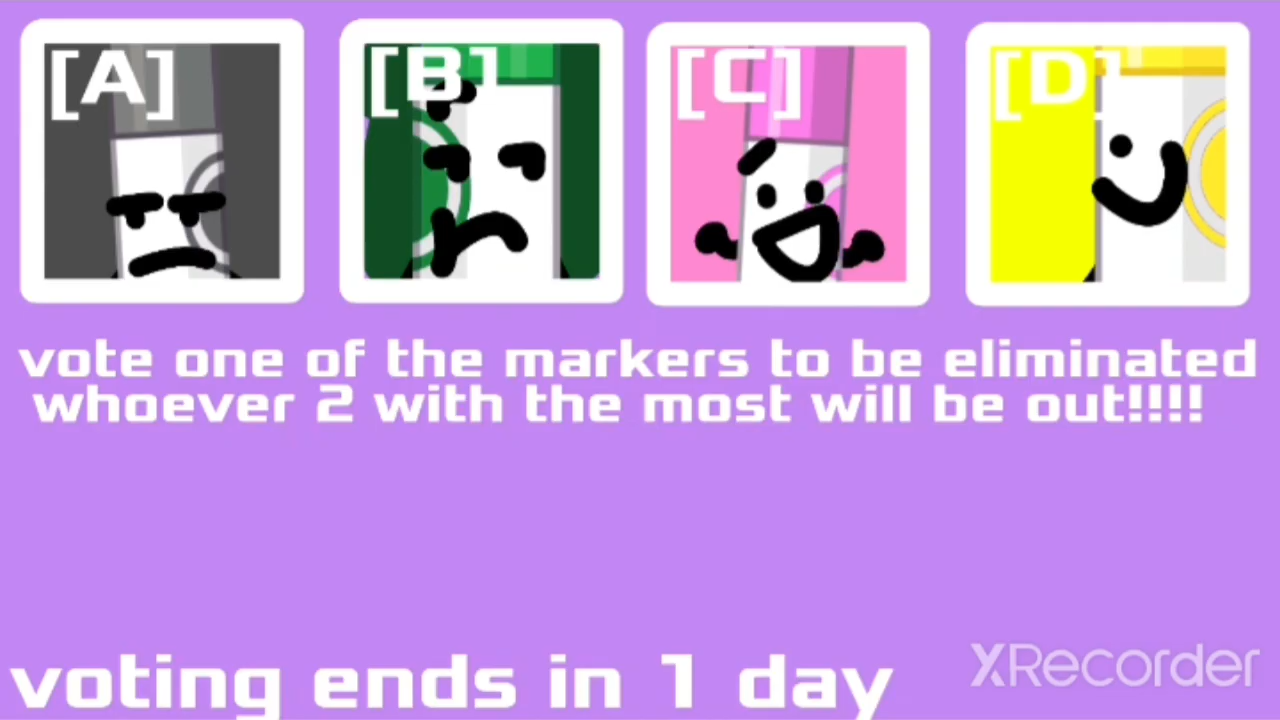 [A] [B] [C] [D]
vote one of the markers to be eliminated
whoever 2 with the most will be out!!!!
voting ends in 1 day
XRecorder